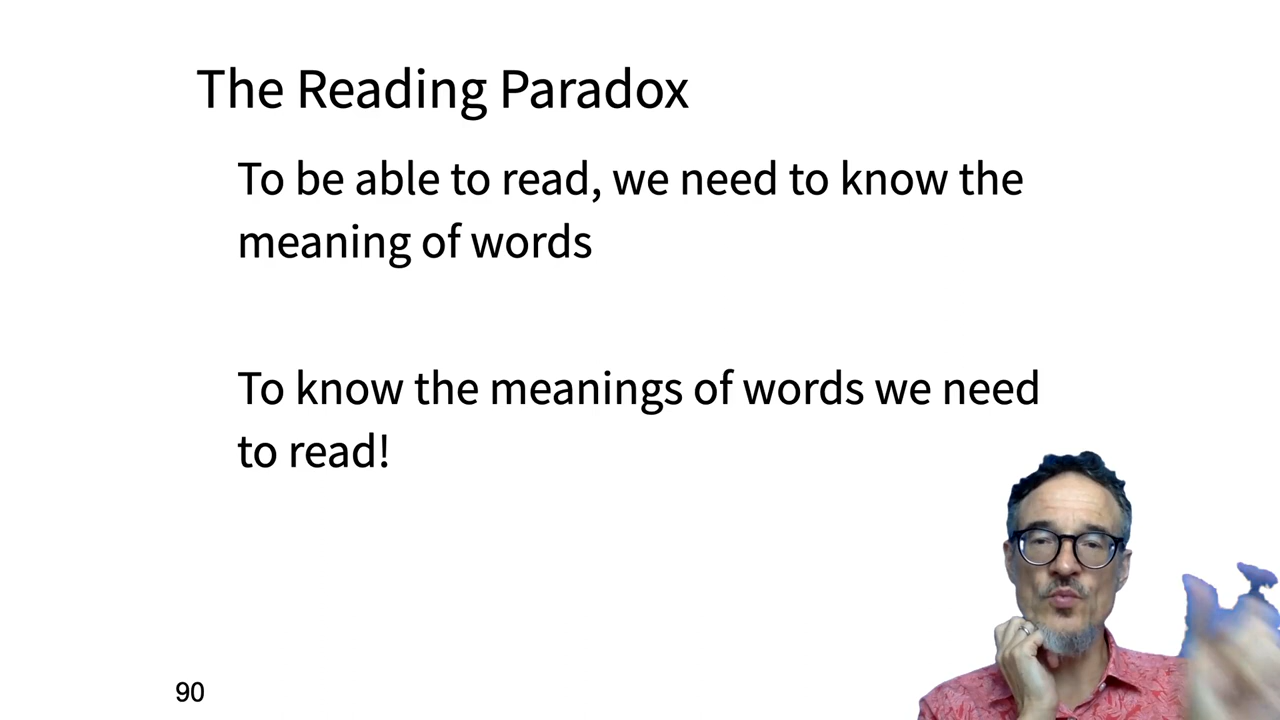 The Reading Paradox
To be able to read, we need to know the
meaning of words
To know the meanings of words we need
to read!
90